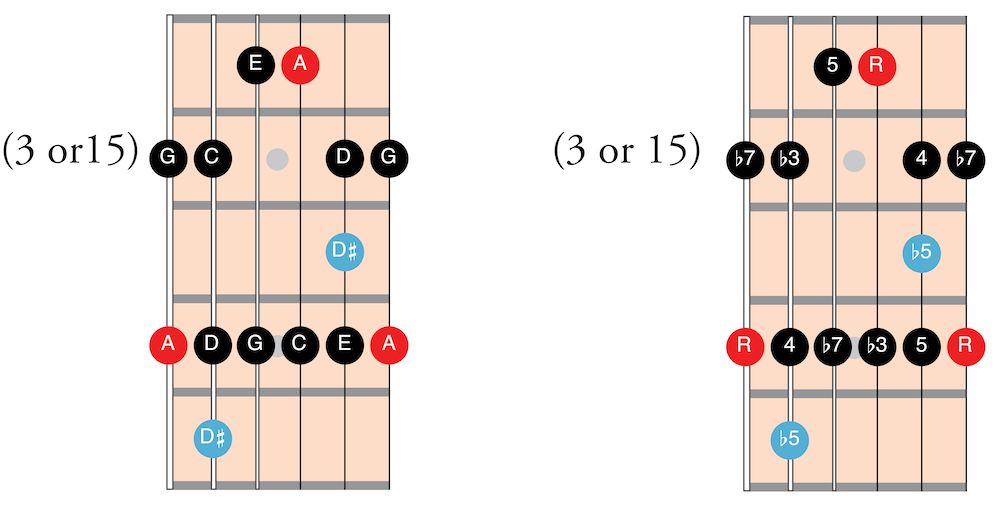 E A
(3 or15) G C D G
D♯
A D G C E A
D♯
5 R
(3 or 15) ♭7 ♭3 4 ♭7
♭5
R 4 ♭7 ♭3 5 R
♭5